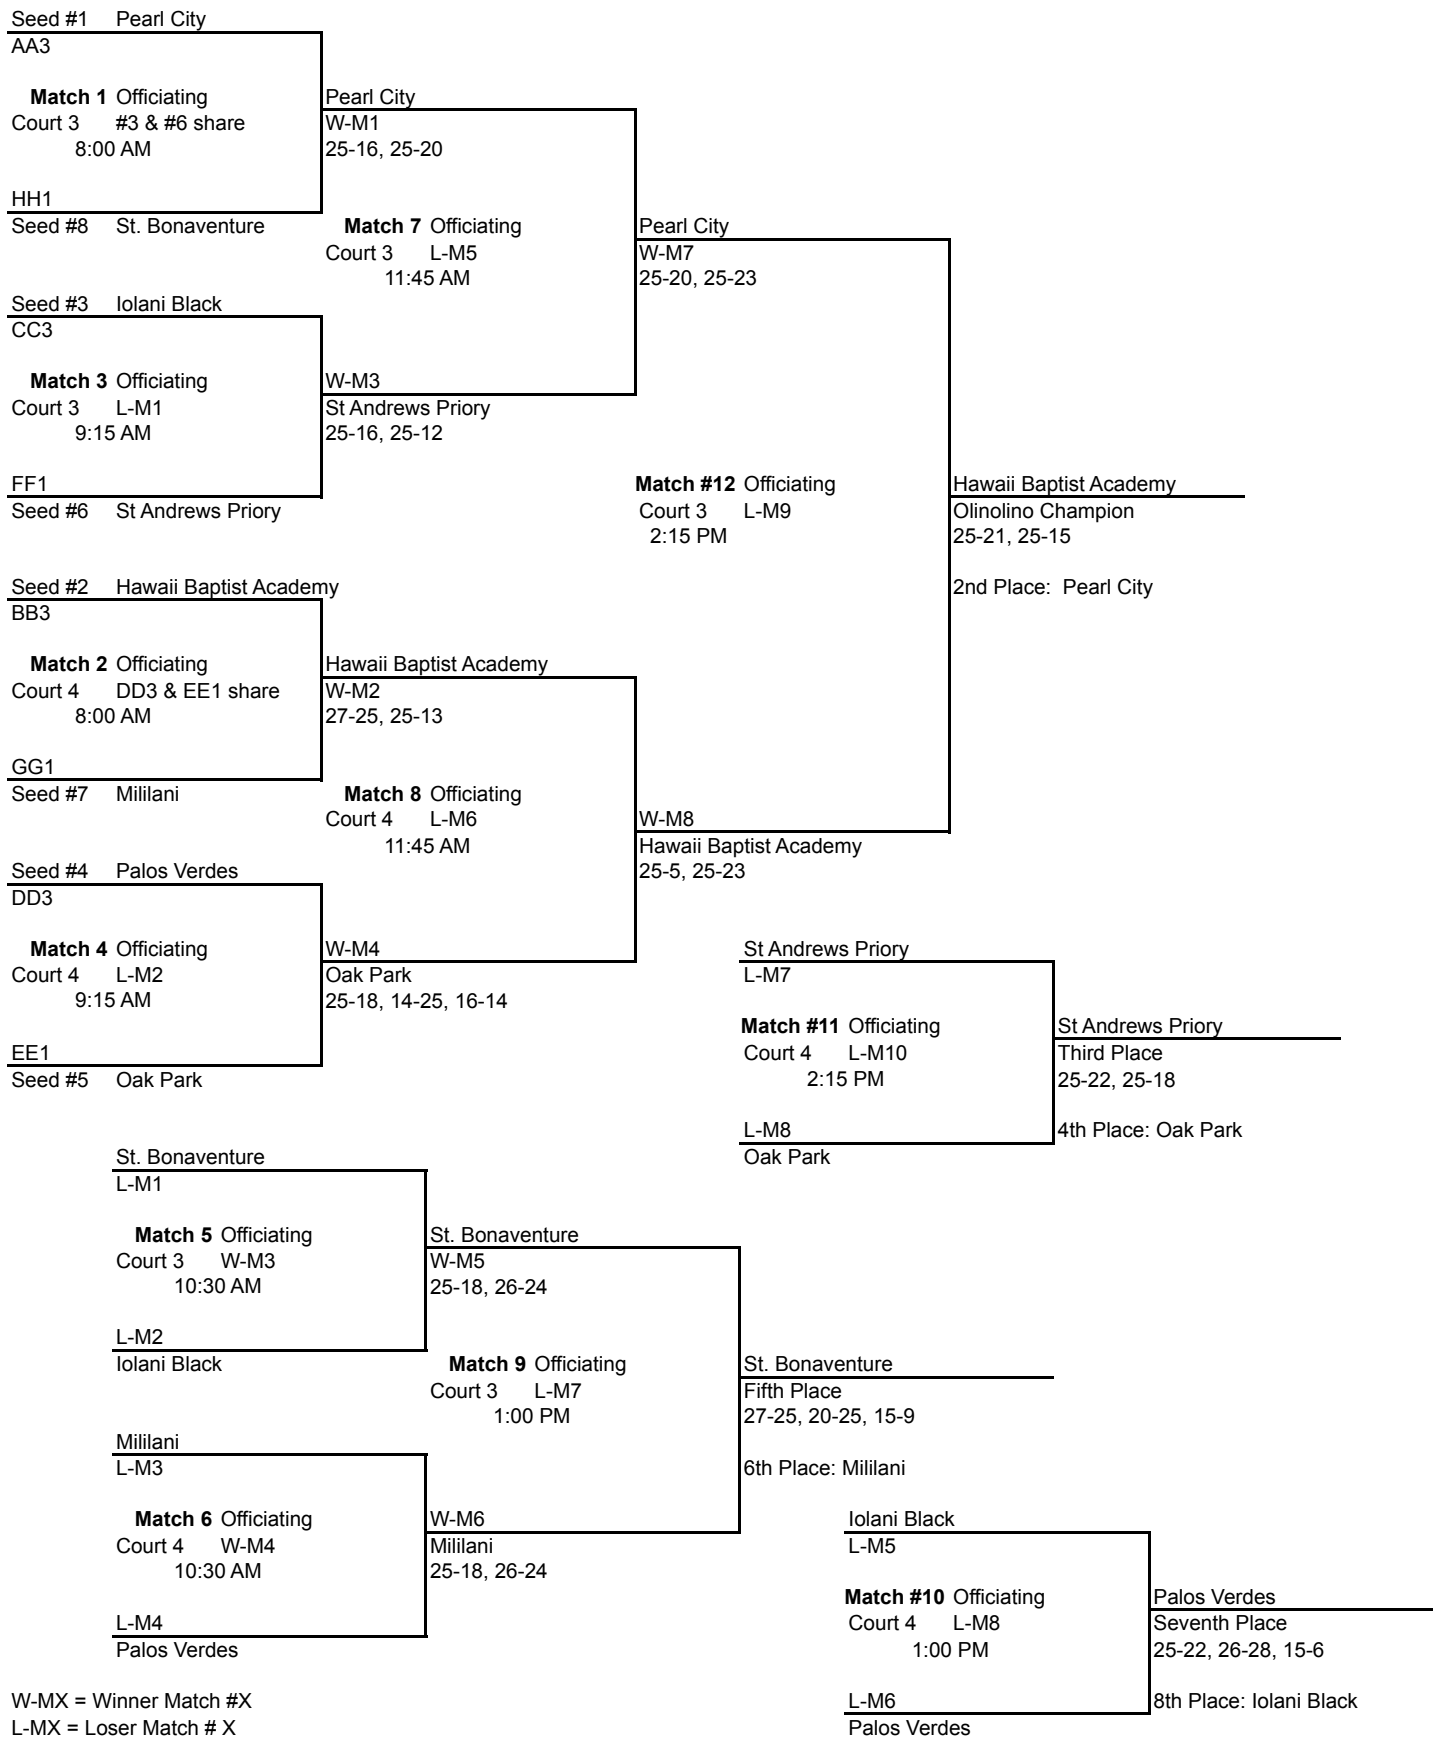 Seed #1 Pearl City
AA3
Match 1 Officiating
Court 3 #3 & #6 share
8:00 AM
HH1
Seed #8 St. Bonaventure
Pearl City
W-M1
25-16, 25-20
Seed #3 Iolani Black
CC3
Match 3 Officiating
Court 3 L-M1
9:15 AM
FF1
Seed #6 St Andrews Priory
W-M3
St Andrews Priory
25-16, 25-12
Match 7 Officiating
Court 3 L-M5
11:45 AM
Pearl City
W-M7
25-20, 25-23
Seed #2 Hawaii Baptist Academy
BB3
Match 2 Officiating
Court 4 DD3 & EE1 share
8:00 AM
GG1
Seed #7 Mililani
Hawaii Baptist Academy
W-M2
27-25, 25-13
Seed #4 Palos Verdes
DD3
Match 4 Officiating
Court 4 L-M2
9:15 AM
EE1
Seed #5 Oak Park
W-M4
Oak Park
25-18, 14-25, 16-14
Match 8 Officiating
Court 4 L-M6
11:45 AM
W-M8
Hawaii Baptist Academy
25-5, 25-23
Match #12 Officiating
Court 3 L-M9
2:15 PM
Hawaii Baptist Academy
Olinolino Champion
25-21, 25-15
2nd Place: Pearl City
St Andrews Priory
L-M7
Match #11 Officiating
Court 4 L-M10
2:15 PM
L-M8
Oak Park
St Andrews Priory
Third Place
25-22, 25-18
4th Place: Oak Park
St. Bonaventure
L-M1
Match 5 Officiating
Court 3 W-M3
10:30 AM
L-M2
Iolani Black
St. Bonaventure
W-M5
25-18, 26-24
Mililani
L-M3
Match 6 Officiating
Court 4 W-M4
10:30 AM
L-M4
Palos Verdes
W-M6
Mililani
25-18, 26-24
Match 9 Officiating
Court 3 L-M7
1:00 PM
St. Bonaventure
Fifth Place
27-25, 20-25, 15-9
6th Place: Mililani
Iolani Black
L-M5
Match #10 Officiating
Court 4 L-M8
1:00 PM
L-M6
Palos Verdes
Palos Verdes
Seventh Place
25-22, 26-28, 15-6
8th Place: Iolani Black
W-MX = Winner Match #X
L-MX = Loser Match # X